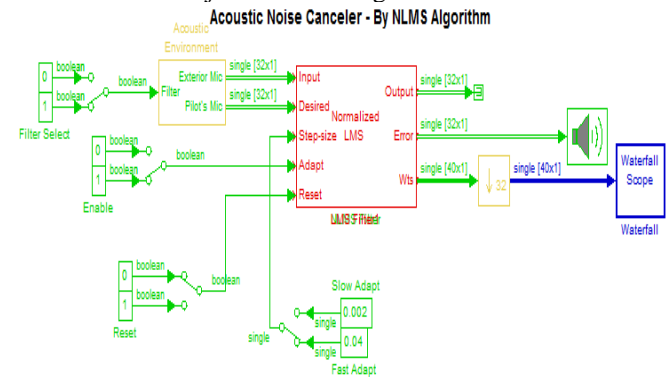 Acoustic Noise Canceler - By NLMS Algorithm
Acoustic
Environment
0
1
boolean
boolean
boolean
Filter Select
Filter
Exterior Mic
Pilot's Mic
single [32x1]
single [32x1]
Input
Desired
Step-size
Adapt
Reset
Normalized
LMS
Output
Error
Wts
single [32x1]
single [32x1]
single [40x1]
32
single [40x1]
Waterfall
Scope
Waterfall
0
1
boolean
boolean
boolean
Enable
0
1
boolean
boolean
boolean
Reset
Slow Adapt
0.002
0.04
single
single
single
Fast Adapt